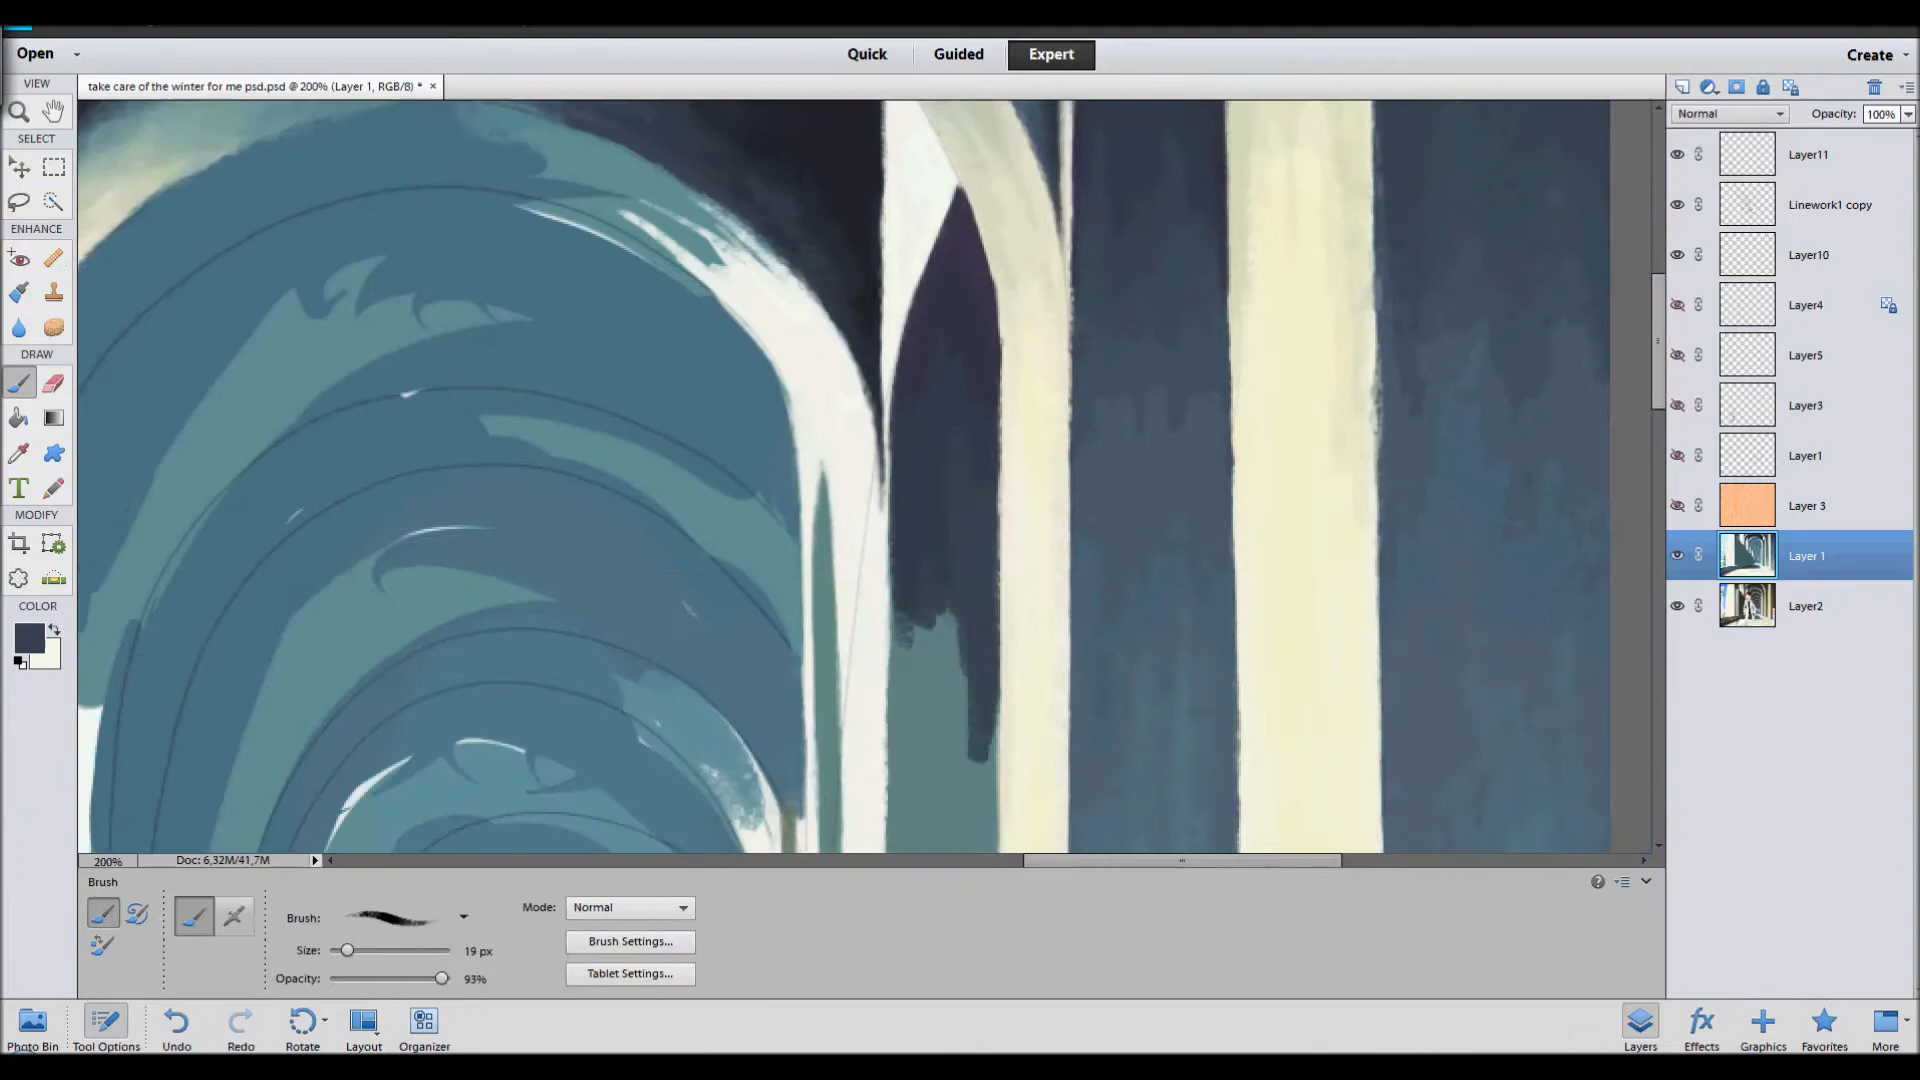 Open
Quick
Guided
Expert
Create
VIEW
take care of the winter for me psd.psd @ 200% (Layer 1, RGB/8) * ×
SELECT
ENHANCE
DRAW
T
MODIFY
COLOR
Normal
Opacity: 100%
Layer11
Linework1 copy
Layer10
Layer4
Layer5
Layer3
Layer1
Layer 3
Layer 1
Layer2
200%
Doc: 6,32M/41,7M
Brush
Brush:
Size: 19 px
Opacity: 93%
Mode: Normal
Brush Settings...
Tablet Settings...
Photo Bin
Tool Options
Undo
Redo
Rotate
Layout
Organizer
Layers
fx
Effects
Graphics
Favorites
More